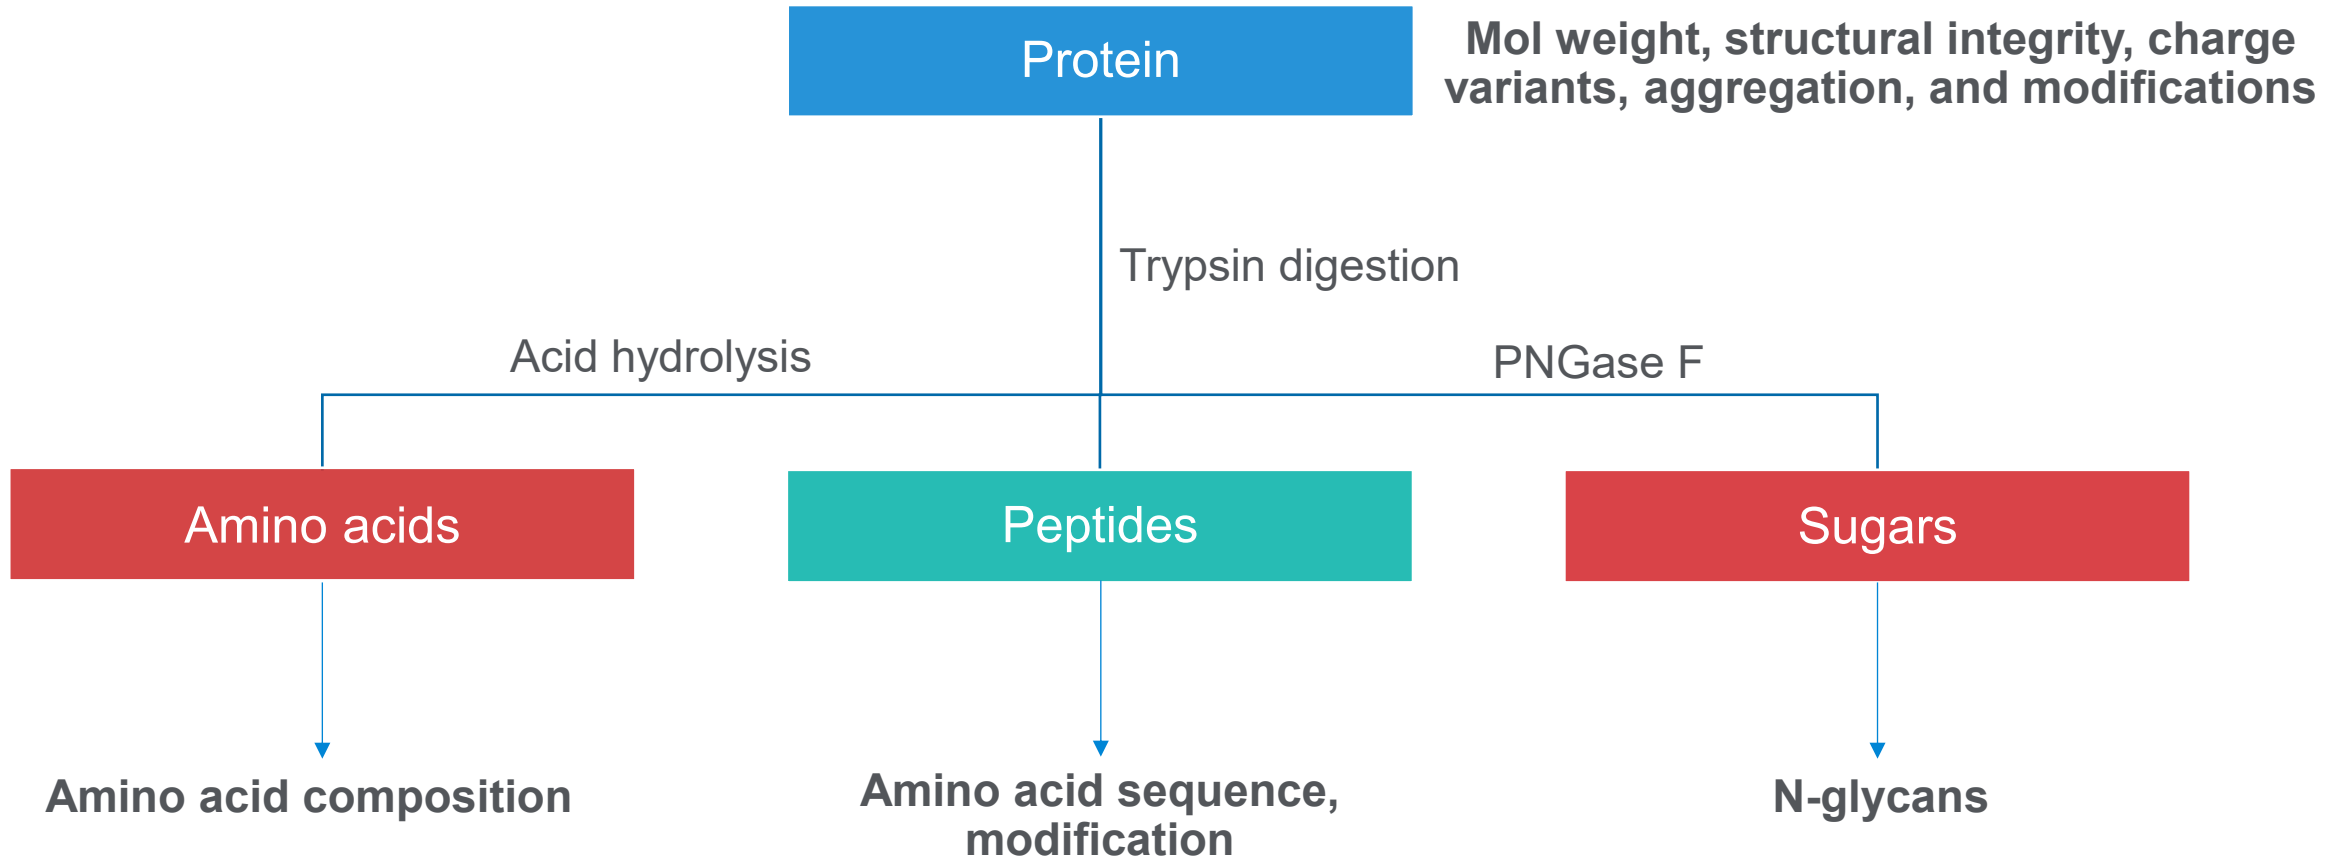 Protein
Mol weight, structural integrity, charge
variants, aggregation, and modifications
Trypsin digestion
Acid hydrolysis
PNGase F
Amino acids
Peptides
Sugars
Amino acid composition
Amino acid sequence,
modification
N-glycans